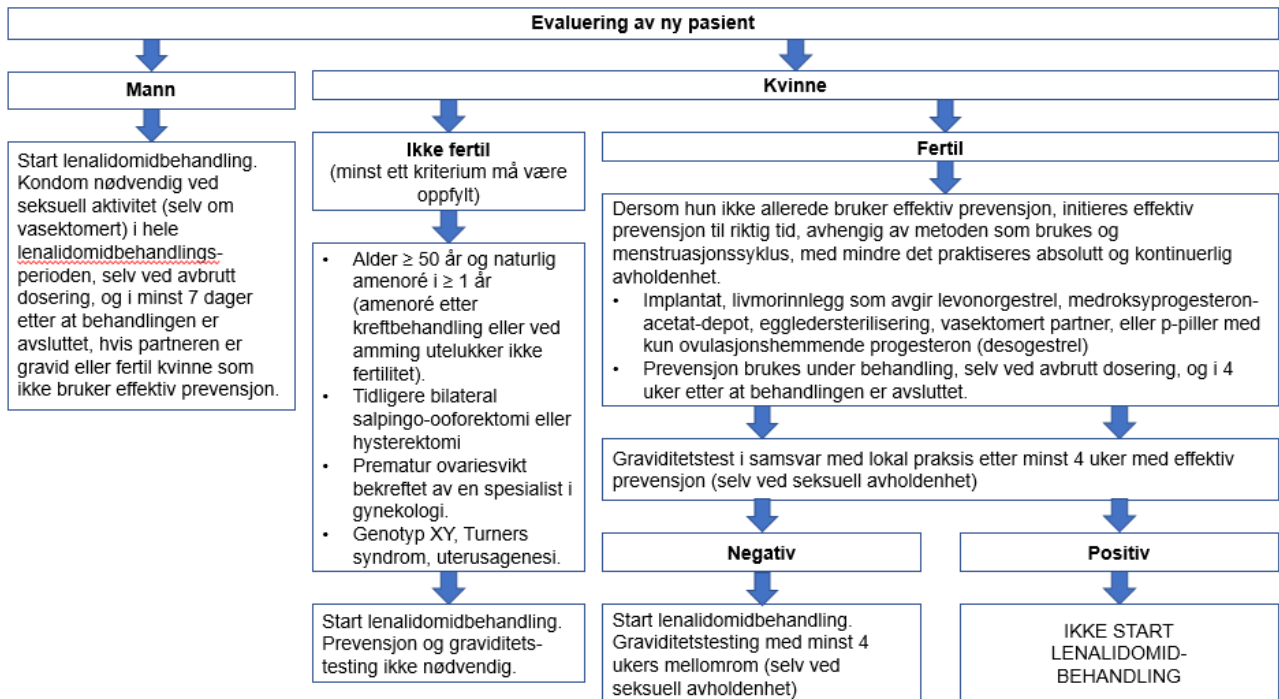 Evaluering av ny pasient
Mann
Kvinne
Start lenalidomidbehandling.
Kondom nødvendig ved
seksuell aktivitet (selv om
vasektomert) i hele
lenalidomidbehandlings-
perioden, selv ved avbrutt
dosering, og i minst 7 dager
etter at behandlingen er
avsluttet, hvis partneren er
gravid eller fertil kvinne som
ikke bruker effektiv prevensjon.
Ikke fertil
(minst ett kriterium må være
oppfylt)
• Alder ≥ 50 år og naturlig
amenoré i ≥ 1 år
(amenoré etter
kreftbehandling eller ved
amming utelukker ikke
fertilitet).
• Tidligere bilateral
salpingo-ooforektomi eller
hysterektomi
• Prematur ovariesvikt
bekreftet av en spesialist i
gynekologi.
• Genotyp XY, Turners
syndrom, uterusagenesi.
Start lenalidomidbehandling.
Prevensjon og graviditets-
testing ikke nødvendig.
Fertil
Dersom hun ikke allerede bruker effektiv prevensjon, initieres effektiv
prevensjon til riktig tid, avhengig av metoden som brukes og
menstruasjonssyklus, med mindre det praktiseres absolutt og kontinuerlig
avholdenhet.
• Implantat, livmorinnlegg som avgir levonorgestrel, medroksyprogesteron-
acetat-depot, eggledersterilisering, vasektomert partner, eller p-piller med
kun ovulasjonshemmende progesteron (desogestrel)
• Prevensjon brukes under behandling, selv ved avbrutt dosering, og i 4
uker etter at behandlingen er avsluttet.
Graviditetstest i samsvar med lokal praksis etter minst 4 uker med effektiv
prevensjon (selv ved seksuell avholdenhet)
Negativ
Start lenalidomidbehandling.
Graviditetstesting med minst 4
ukers mellomrom (selv ved
seksuell avholdenhet)
Positiv
IKKE START
LENALIDOMID-
BEHANDLING